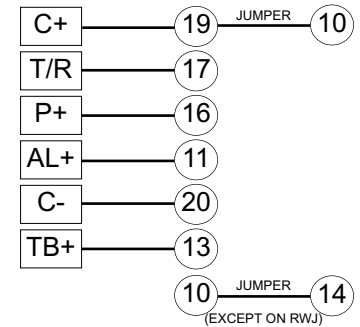 C+ 19 JUMPER 10
T/R 17
P+ 16
AL+ 11
C- 20
TB+ 13
10 JUMPER 14
(EXCEPT ON RWJ)